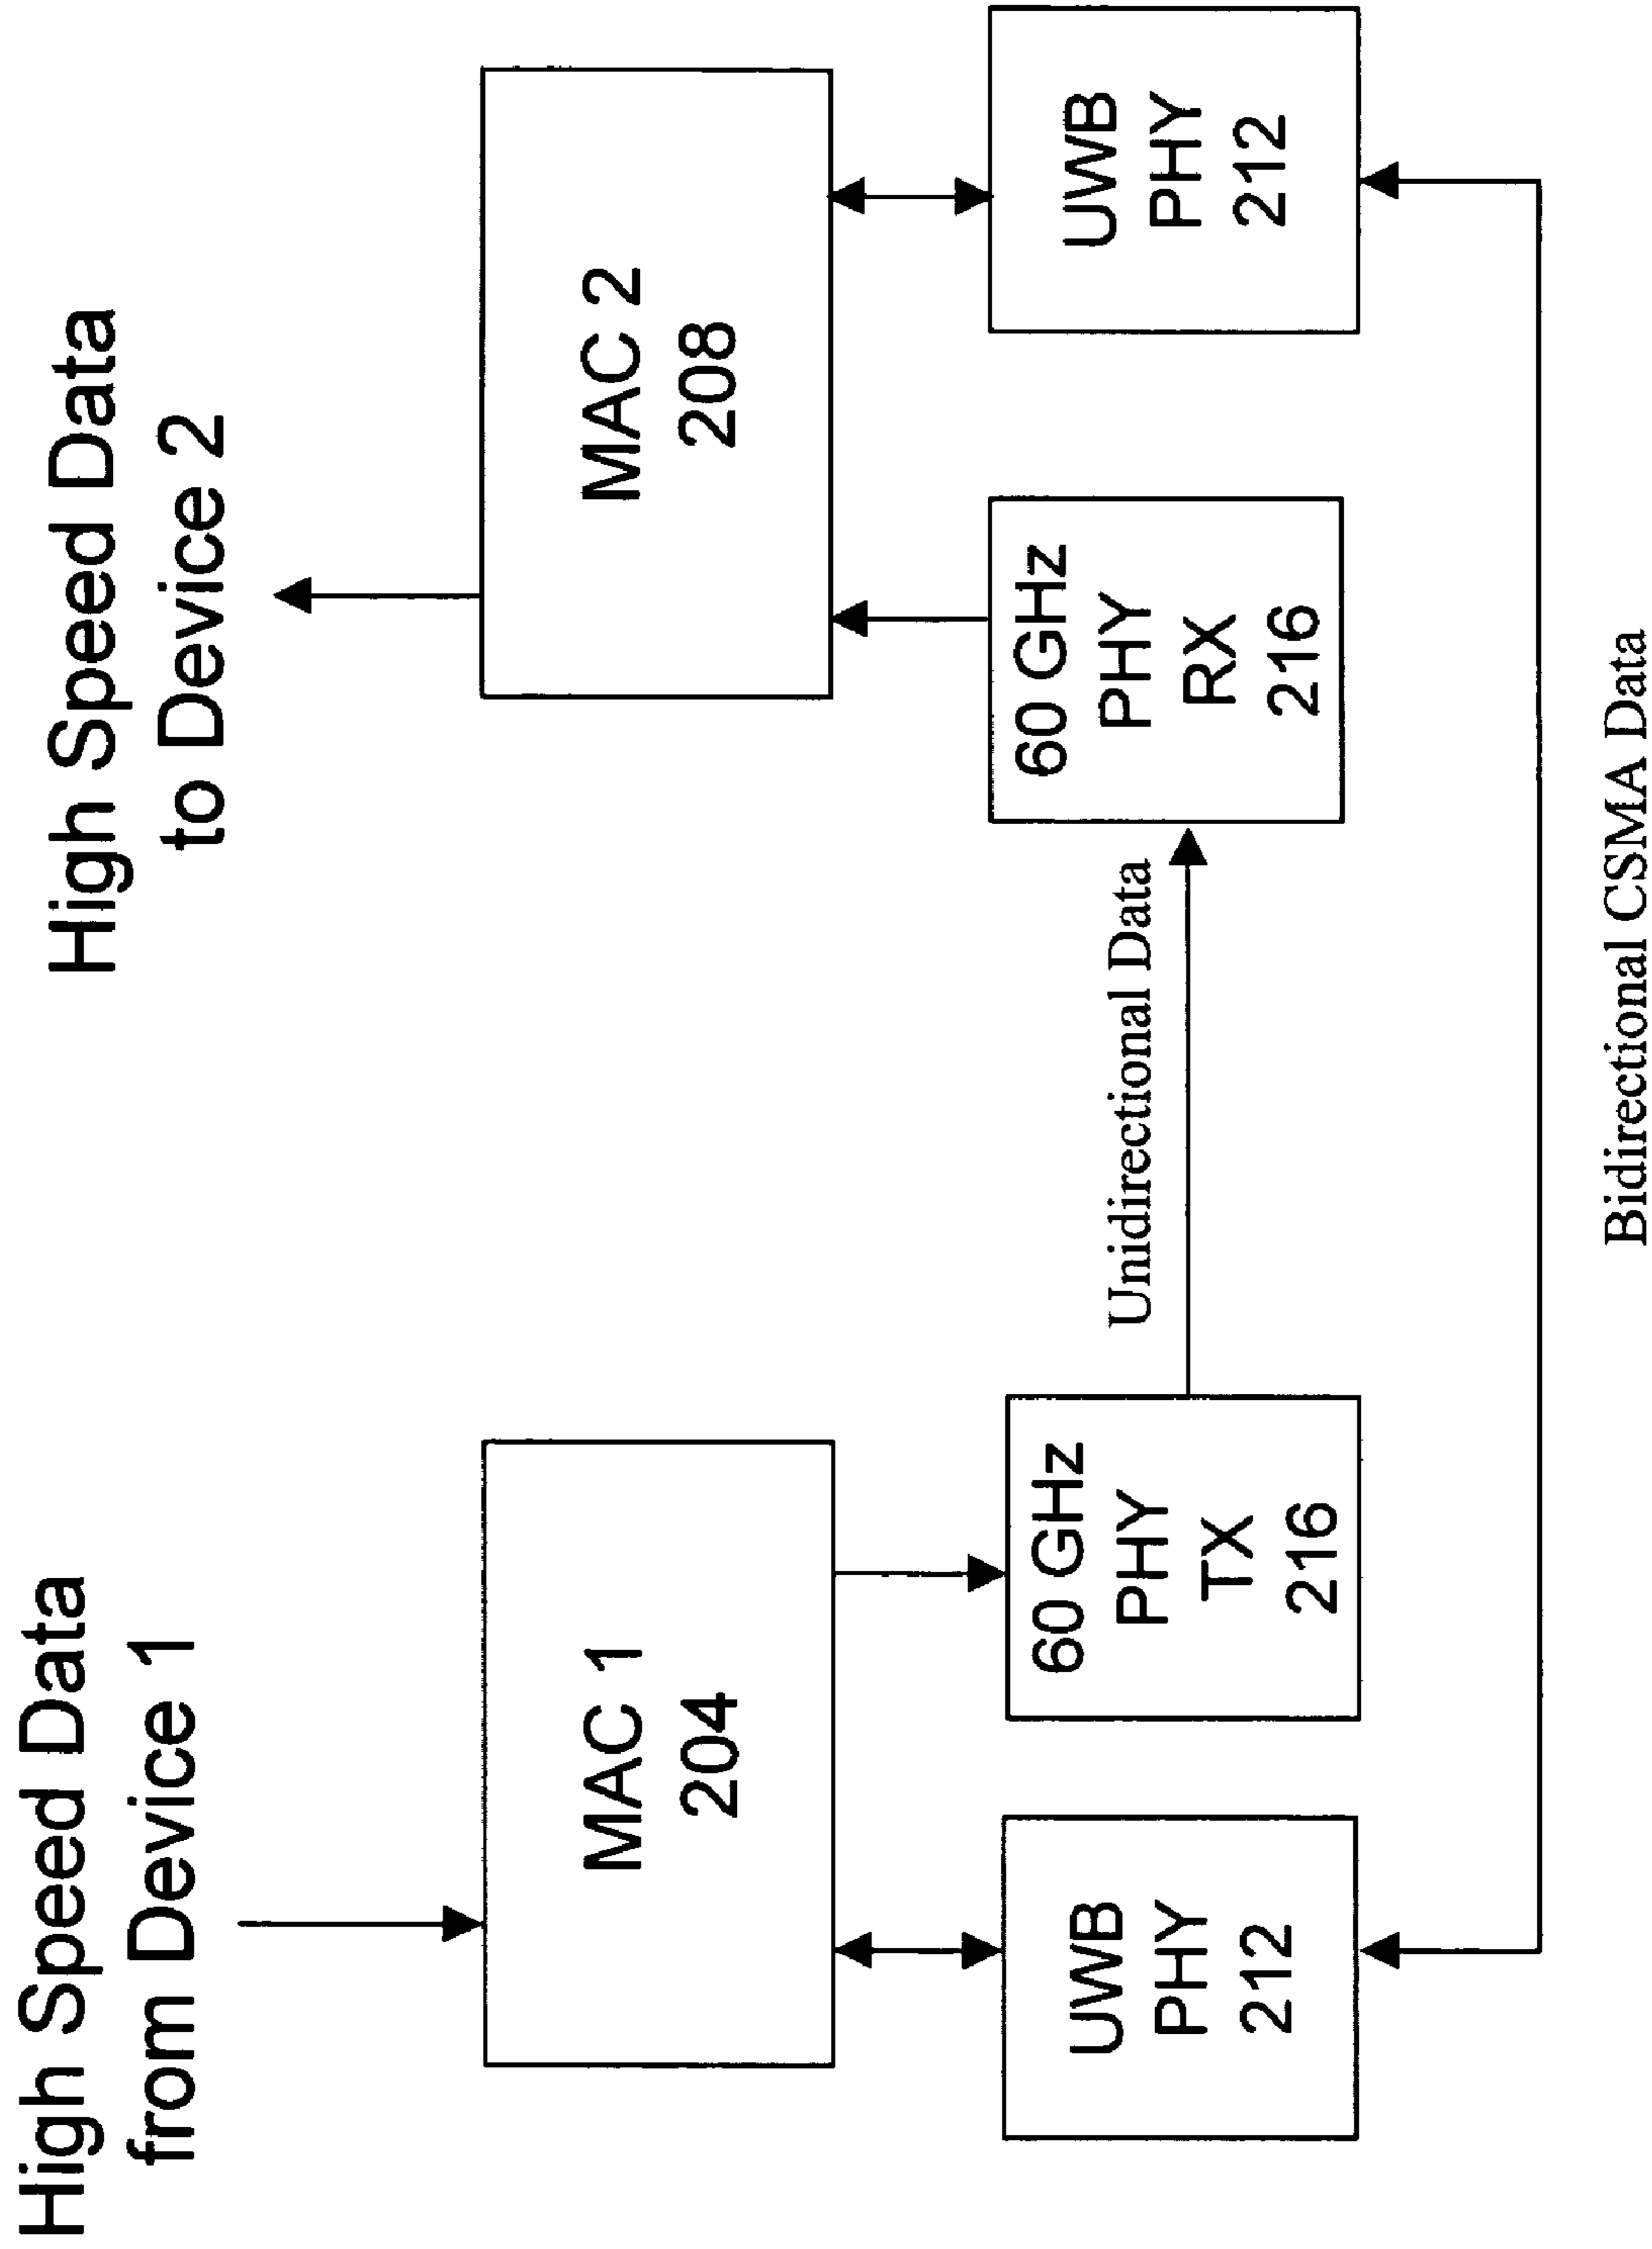 High Speed Data
from Device 1
High Speed Data
to Device 2
MAC 1
204
MAC 2
208
UWB
PHY
212
60 GHz
PHY
TX
216
Unidirectional Data
60 GHz
PHY
RX
216
UWB
PHY
212
Bidirectional CSMA Data